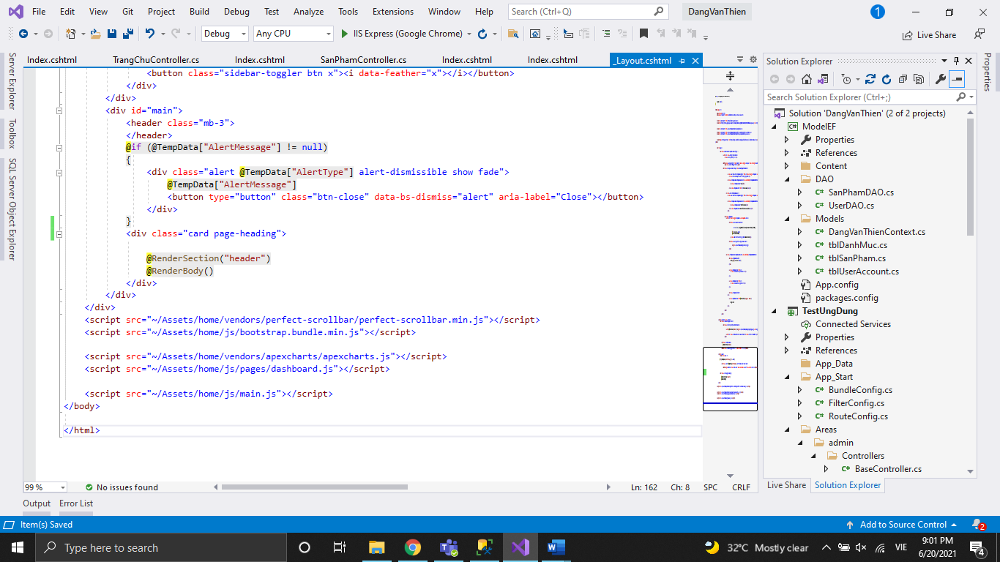 File Edit View Git Project Build Debug Test Analyze Tools Extensions Window Help Search (Ctrl+Q) DangVanThien 1
Debug Any CPU IIS Express (Google Chrome) Live Share
Index.cshtml TrangChuController.cs Index.cshtml SanPhamController.cs Index.cshtml Index.cshtml _Layout.cshtml
Server Explorer
Toolbox
SQL Server Object Explorer
<button class="sidebar-toggler btn x"><i data-feather="x"></i></button>
</div>
</div>
<div id="main">
<header class="mb-3">
</header>
@if (@TempData["AlertMessage"] != null)
{
<div class="alert @TempData["AlertType"] alert-dismissible show fade">
@TempData["AlertMessage"]
<button type="button" class="btn-close" data-bs-dismiss="alert" aria-label="Close"></button>
</div>
}
<div class="card page-heading">
@RenderSection("header")
@RenderBody()
</div>
</div>
</div>
<script src="~/Assets/home/vendors/perfect-scrollbar/perfect-scrollbar.min.js"></script>
<script src="~/Assets/home/js/bootstrap.bundle.min.js"></script>
<script src="~/Assets/home/vendors/apexcharts/apexcharts.js"></script>
<script src="~/Assets/home/js/pages/dashboard.js"></script>
<script src="~/Assets/home/js/main.js"></script>
</body>
</html>
99 % No issues found Ln: 162 Ch: 8 SPC CRLF
Solution Explorer
Search Solution Explorer (Ctrl+;)
Solution 'DangVanThien' (2 of 2 projects)
C# ModelEF
Properties
References
Content
DAO
C# SanPhamDAO.cs
C# UserDAO.cs
Models
C# DangVanThienContext.cs
C# tblDanhMuc.cs
C# tblSanPham.cs
C# tblUserAccount.cs
App.config
packages.config
TestUngDung
Connected Services
Properties
References
App_Data
App_Start
C# BundleConfig.cs
C# FilterConfig.cs
C# RouteConfig.cs
Areas
admin
Controllers
C# BaseController.cs
Live Share Solution Explorer
Properties
Output Error List
Item(s) Saved Add to Source Control 2
Type here to search 32°C Mostly clear VIE 9:01 PM
6/20/2021 4